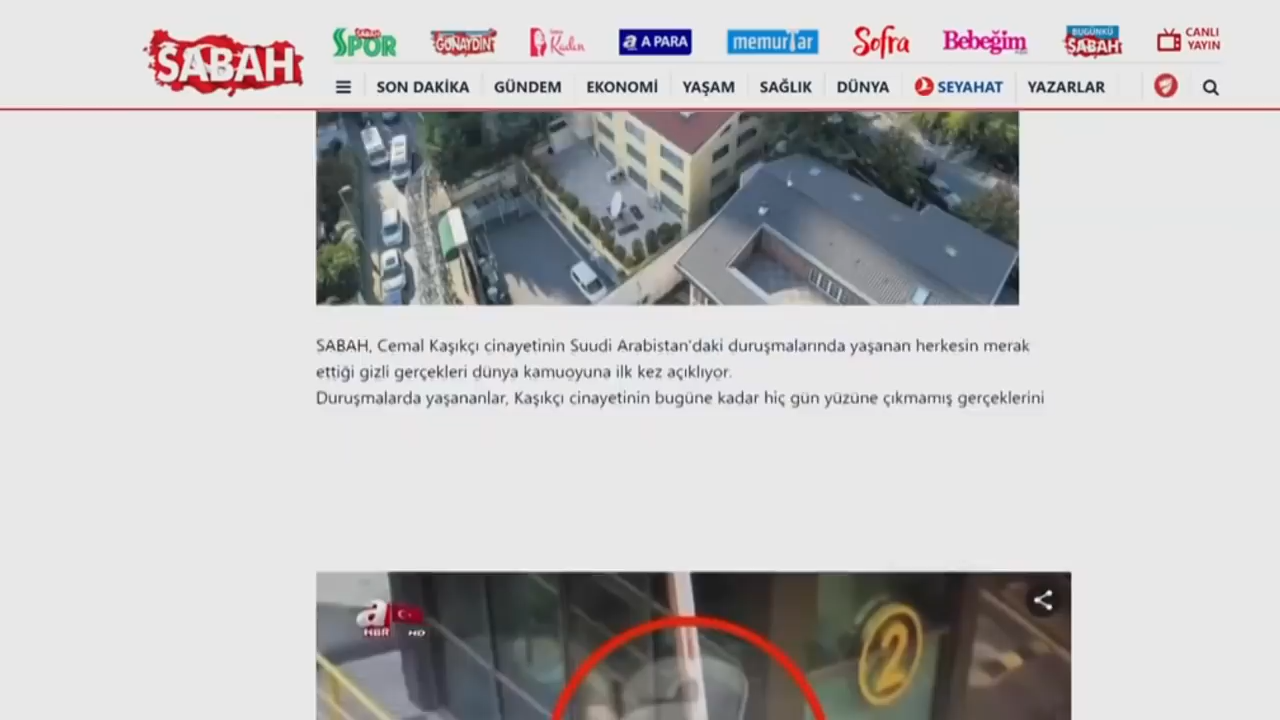 SABAH
SABAH SPOR
GÜNAYDIN
Kadın
a A PARA
memurlar
Sofra
Bebeğim
BUGÜNKÜ SABAH
CANLI YAYIN
SON DAKİKA GÜNDEM EKONOMİ YAŞAM SAĞLIK DÜNYA SEYAHAT YAZARLAR
SABAH, Cemal Kaşıkçı cinayetinin Suudi Arabistan'daki duruşmalarında yaşanan herkesin merak
ettiği gizli gerçekleri dünya kamuoyuna ilk kez açıklıyor.
Duruşmalarda yaşananlar, Kaşıkçı cinayetinin bugüne kadar hiç gün yüzüne çıkmamış gerçeklerini
a
HBR HD
2